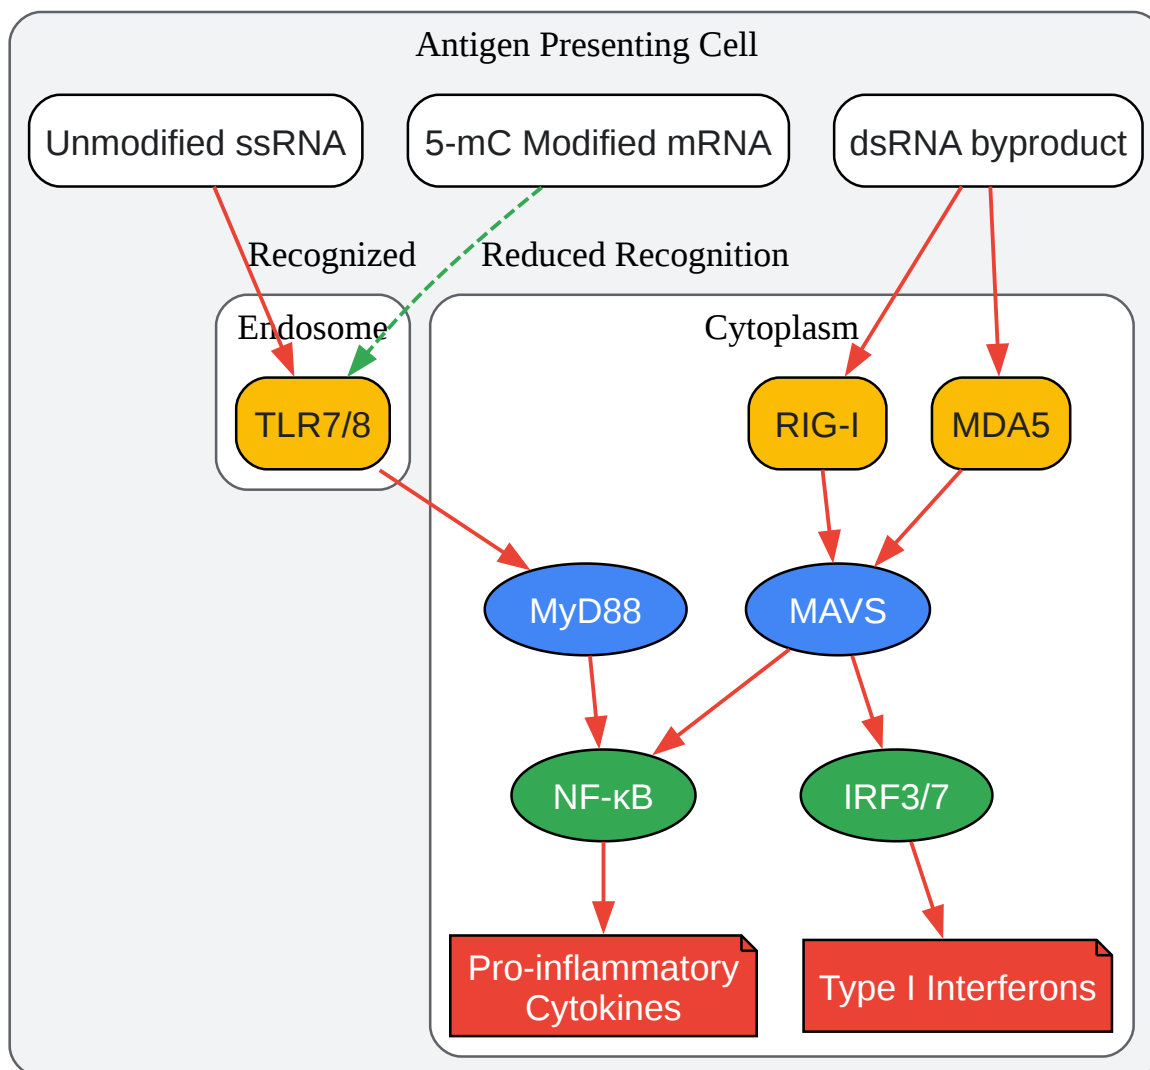 Antigen Presenting Cell
Unmodified ssRNA
5-mC Modified mRNA
dsRNA byproduct
Recognized
Reduced Recognition
Endosome
Cytoplasm
TLR7/8
RIG-I
MDA5
MyD88
MAVS
NF-κB
IRF3/7
Pro-inflammatory
Cytokines
Type I Interferons